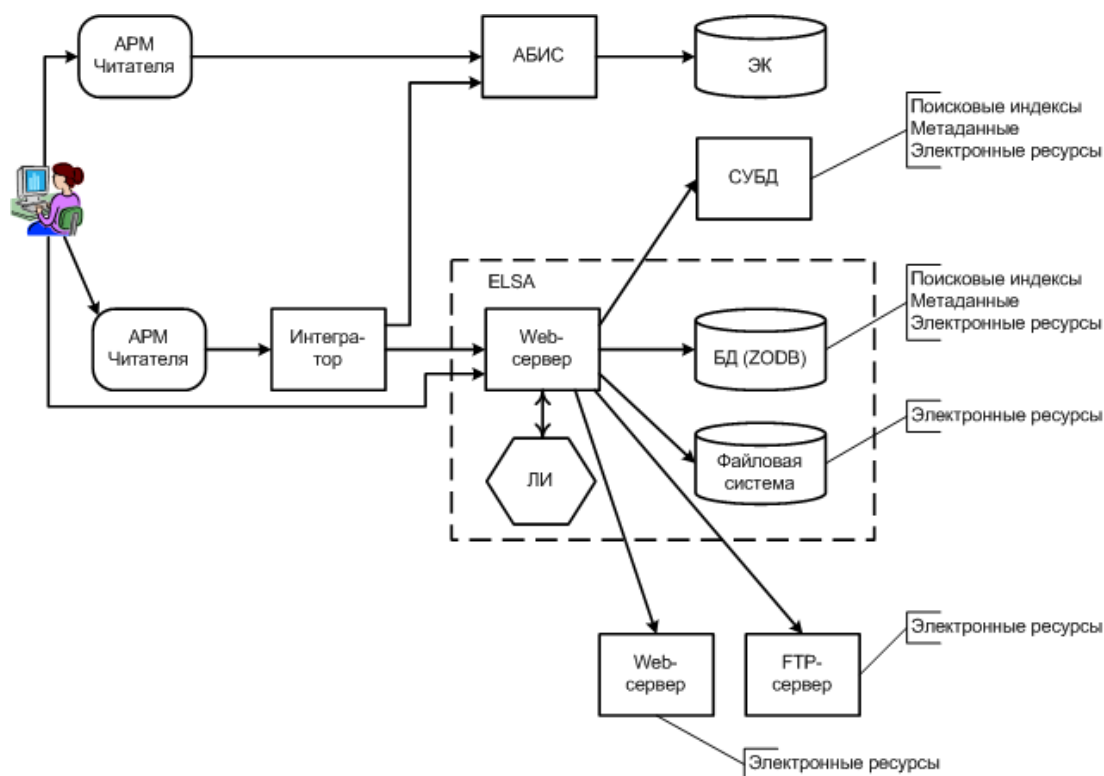 АРМ
Читателя
АБИС
ЭК
Поисковые индексы
Метаданные
Электронные ресурсы
СУБД
ELSA
Поисковые индексы
Метаданные
Электронные ресурсы
АРМ
Читателя
Интегра-
тор
Web-
сервер
БД (ZODB)
Электронные ресурсы
ЛИ
Файловая
система
Электронные ресурсы
Web-
сервер
FTP-
сервер
Электронные ресурсы